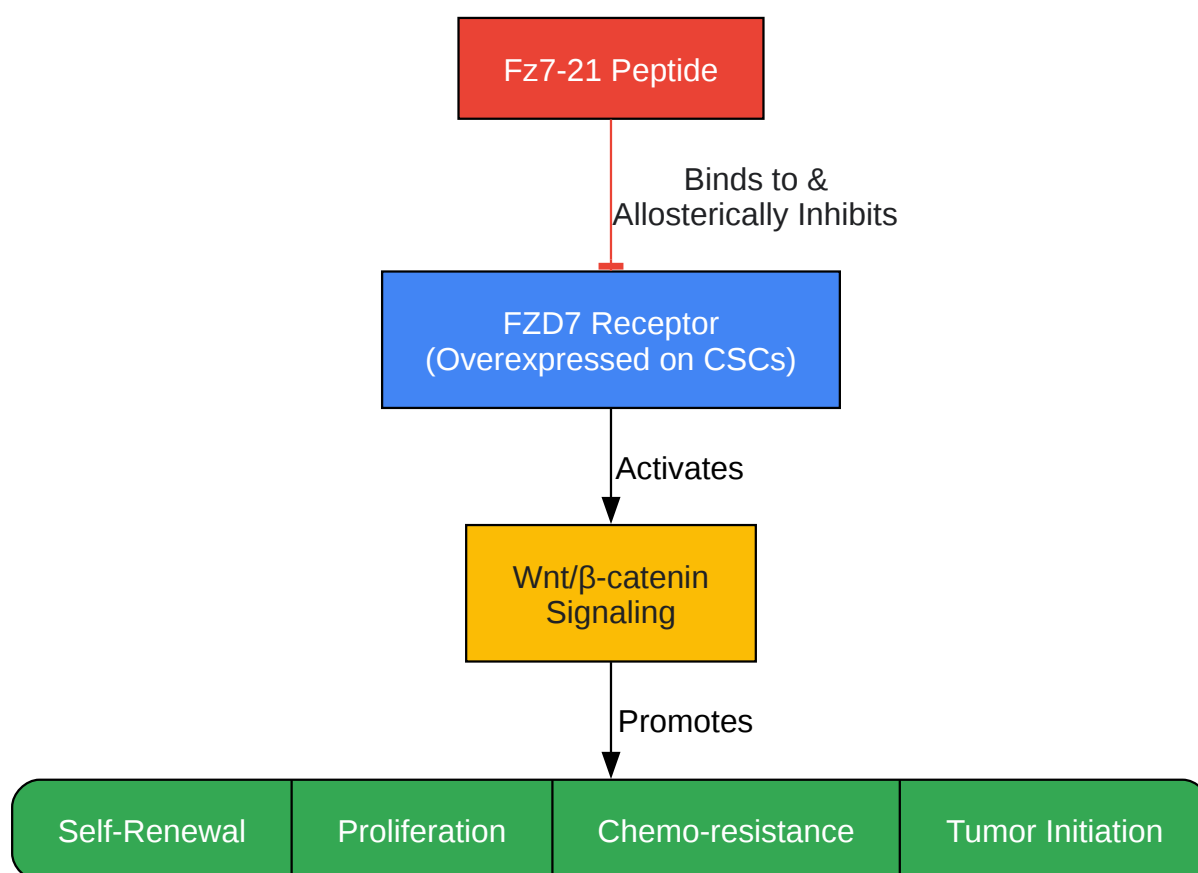 Fz7-21 Peptide
Binds to &
Allosterically Inhibits
FZD7 Receptor
(Overexpressed on CSCs)
Activates
Wnt/β-catenin
Signaling
Promotes
Self-Renewal
Proliferation
Chemo-resistance
Tumor Initiation